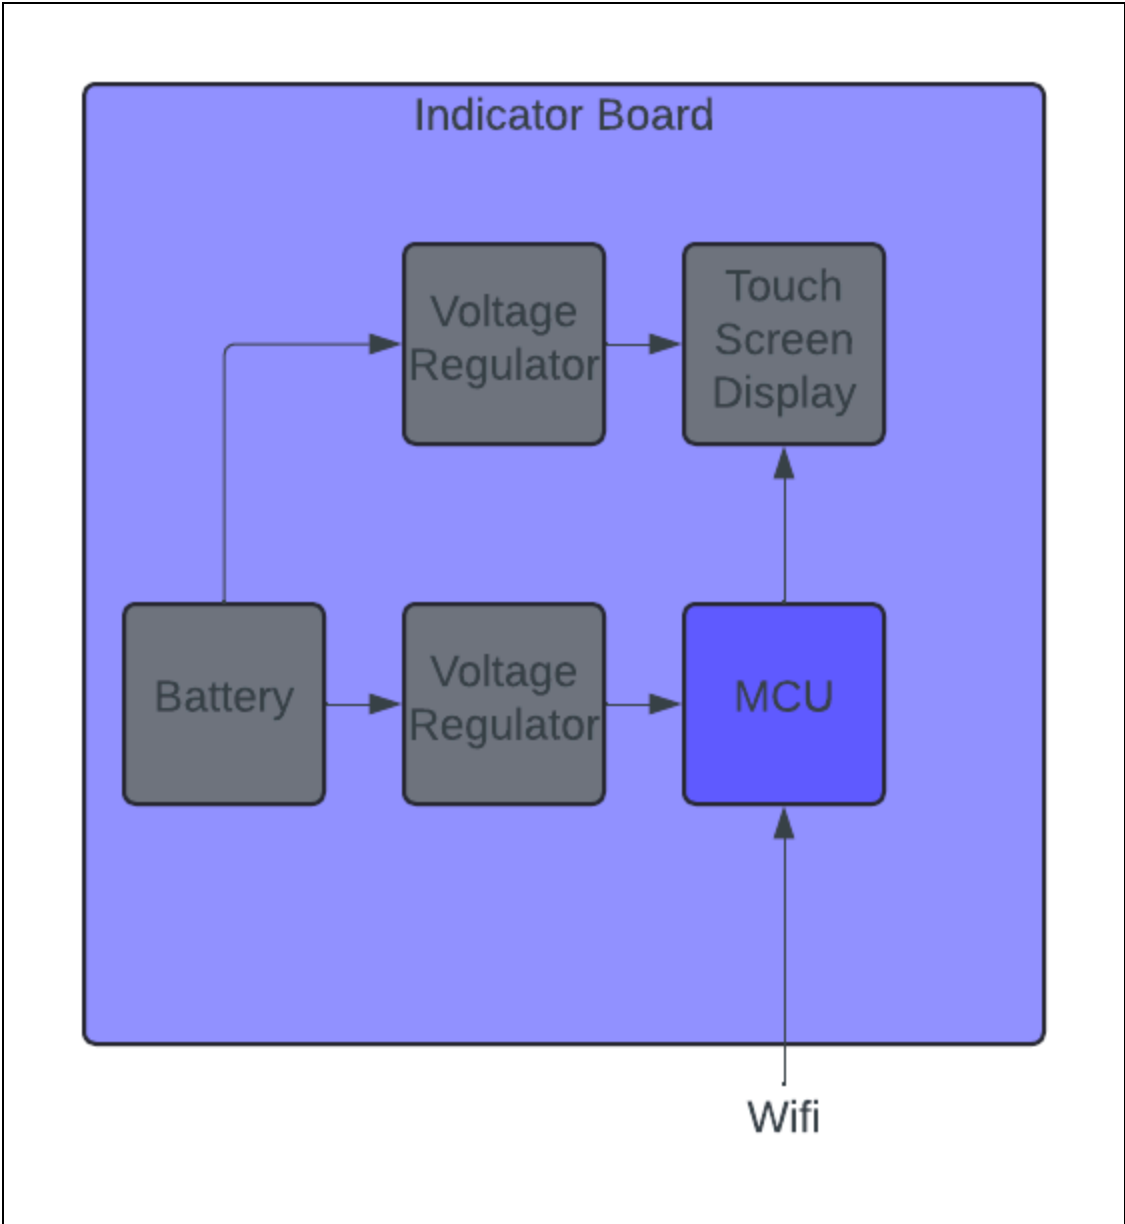 Indicator Board
Voltage
Regulator
Touch
Screen
Display
Battery
Voltage
Regulator
MCU
Wifi